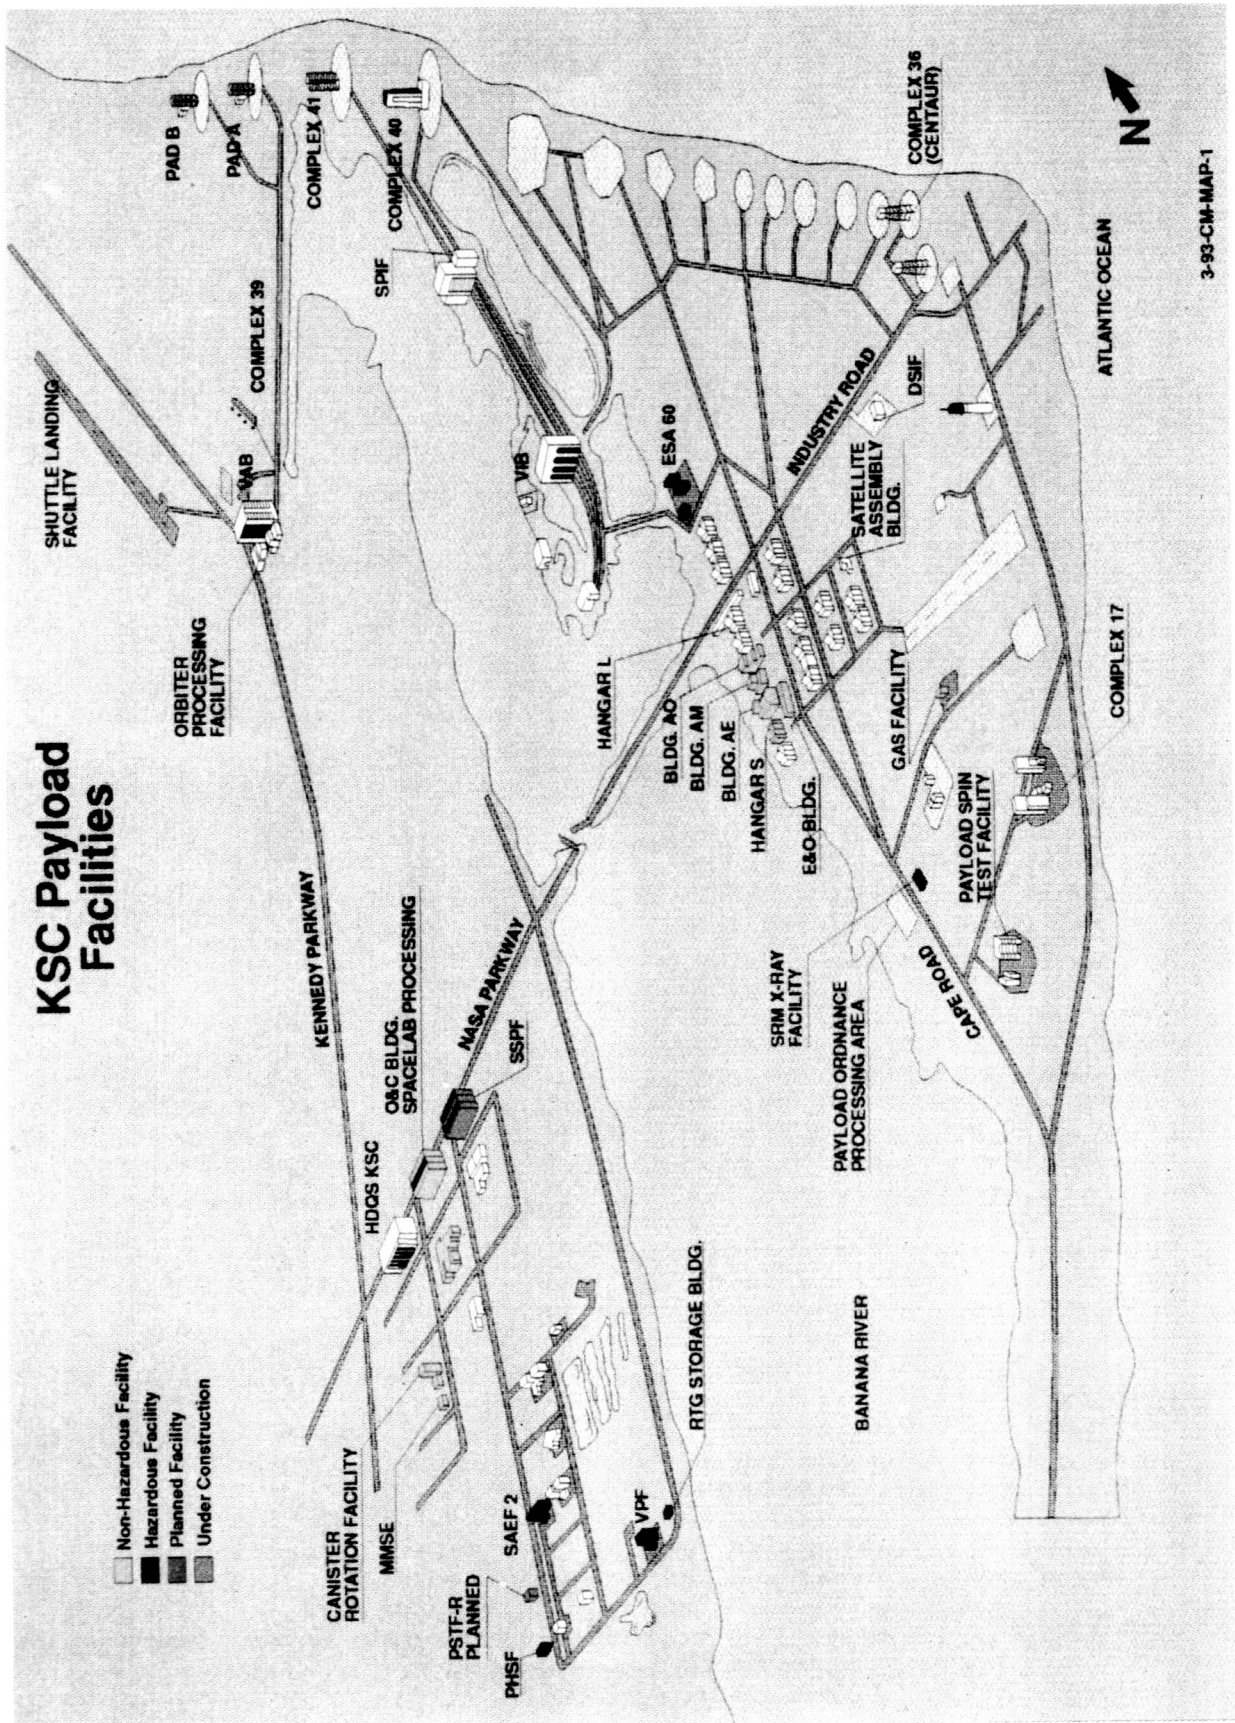 KSC Payload
Facilities
Non-Hazardous Facility
Hazardous Facility
Planned Facility
Under Construction
SHUTTLE LANDING
FACILITY
PAD B
PAD A
COMPLEX 41
COMPLEX 40
COMPLEX 39
SPIF
VAB
ORBITER
PROCESSING
FACILITY
VIB
ESA 60
COMPLEX 36
(CENTAUR)
N
KENNEDY PARKWAY
INDUSTRY ROAD
DSIF
SATELLITE
ASSEMBLY
BLDG.
ATLANTIC OCEAN
HANGAR L
BLDG. AO
BLDG. AM
BLDG. AE
HANGAR S
E&O BLDG.
GAS FACILITY
COMPLEX 17
PAYLOAD SPIN
TEST FACILITY
NASA PARKWAY
O&C BLDG.
SPACELAB PROCESSING
SSPF
HDQS KSC
SRM X-RAY
FACILITY
PAYLOAD ORDNANCE
PROCESSING AREA
CAPE ROAD
CANISTER
ROTATION FACILITY
MMSE
SAEF 2
PSTF-R
PLANNED
PHSF
VPF
RTG STORAGE BLDG.
BANANA RIVER
3-93-CM-MAP-1